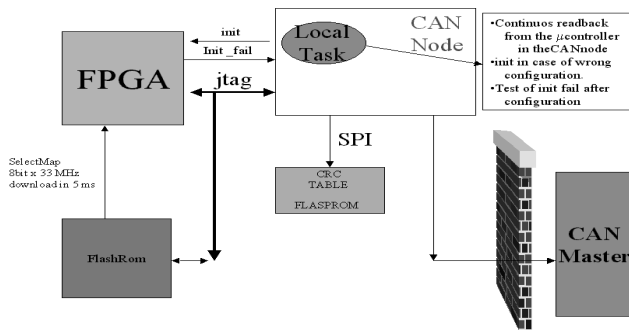 init
Init_fail
FPGA
jtag
Local
Task
CAN
Node
•Continuos readback
from the μcontroller
in theCANnode
•init in case of wrong
configuration.
•Test of init fail after
configuration
SPI
SelectMap
8bit x 33 MHz
download in 5 ms
CRC
TABLE
FLASPROM
FlashRom
CAN
Master